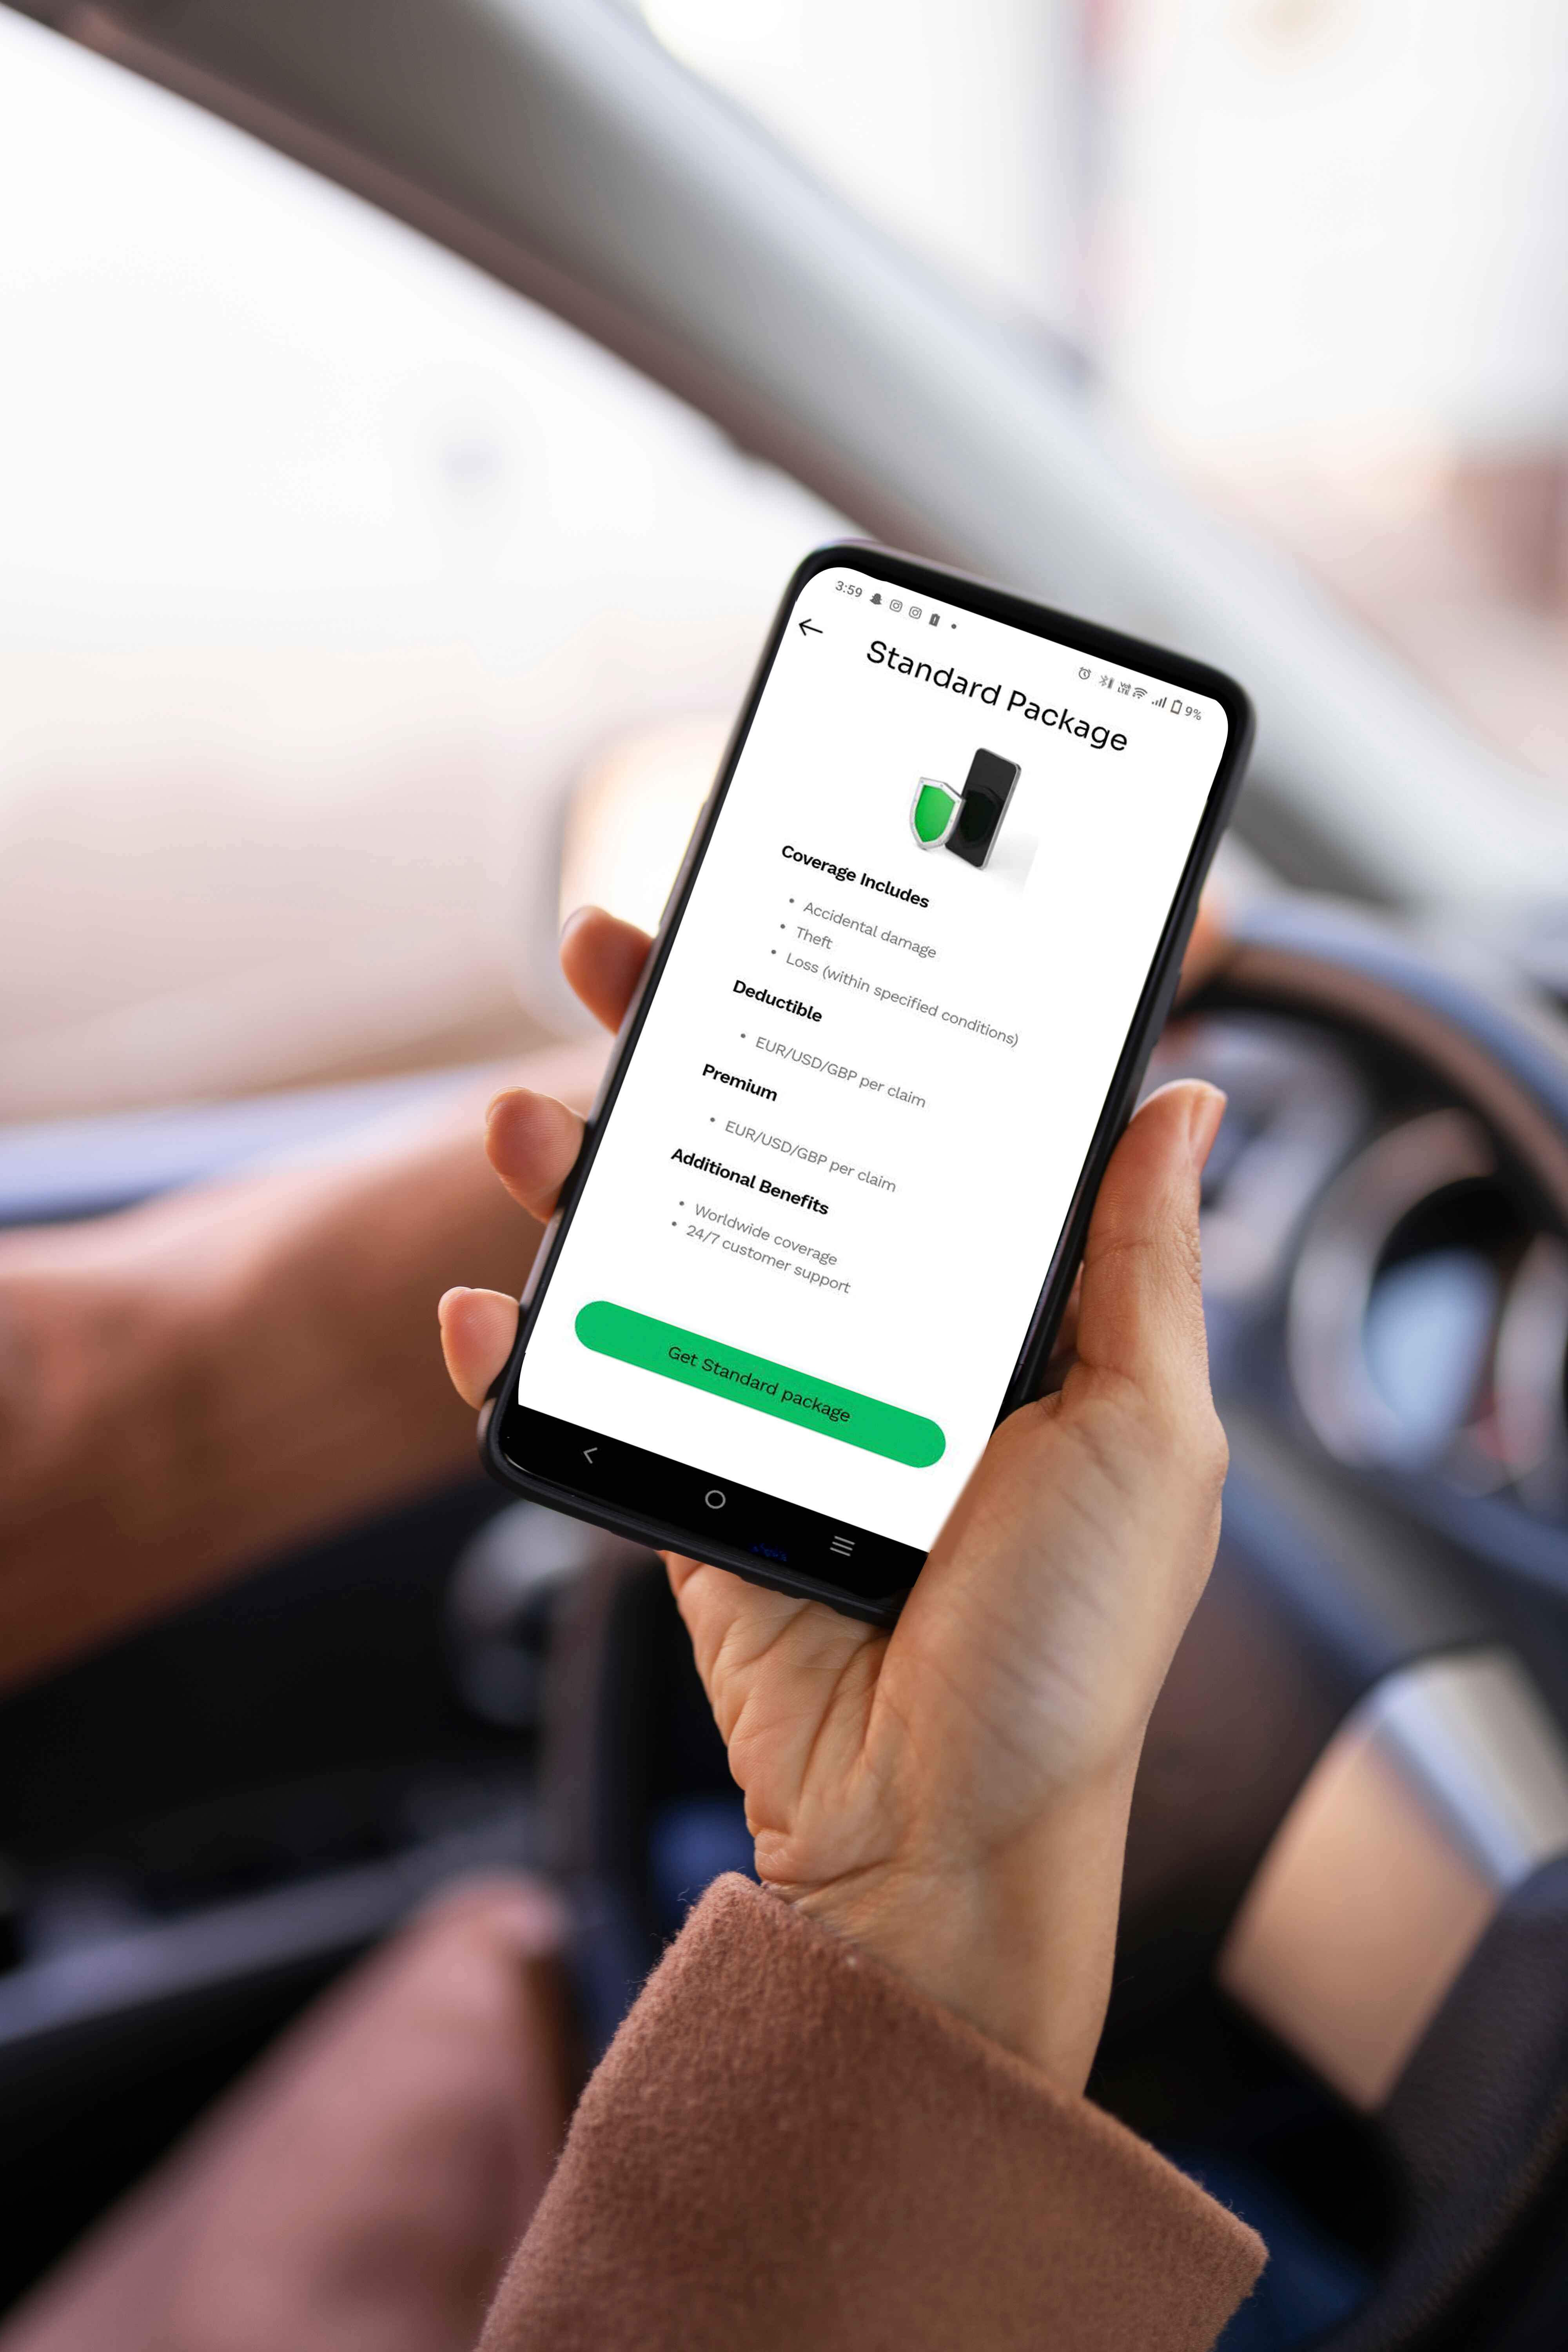 3:59
9%
Standard Package
Coverage Includes
• Accidental damage
• Theft
• Loss (within specified conditions)
Deductible
• EUR/USD/GBP per claim
Premium
• EUR/USD/GBP per claim
Additional Benefits
• Worldwide coverage
• 24/7 customer support
Get Standard package